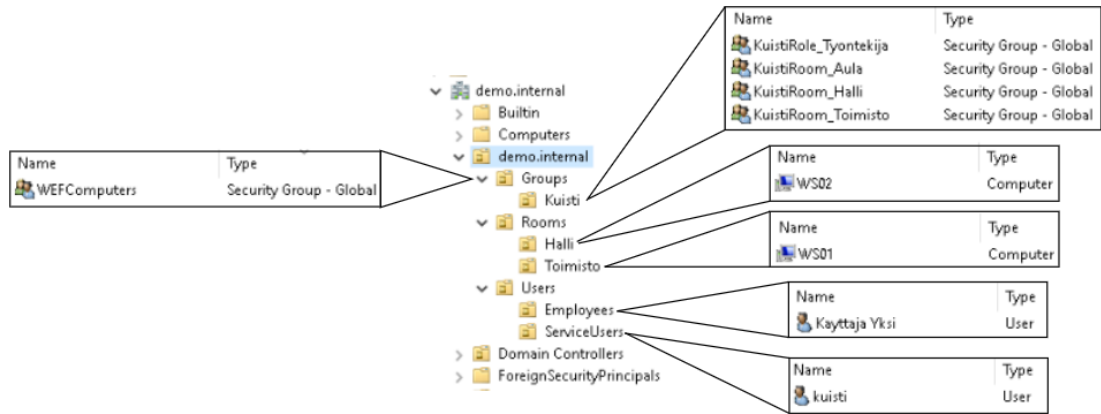 Name Type
KuistiRole_Tyontekija Security Group - Global
KuistiRoom_Aula Security Group - Global
KuistiRoom_Halli Security Group - Global
KuistiRoom_Toimisto Security Group - Global
demo.internal
Builtin
Computers
demo.internal
Groups
Kuisti
Rooms
Halli
Toimisto
Users
Employees
ServiceUsers
Domain Controllers
ForeignSecurityPrincipals
Name Type
WEFComputers Security Group - Global
Name Type
WS02 Computer
Name Type
WS01 Computer
Name Type
Kayttaja Yksi User
Name Type
kuisti User